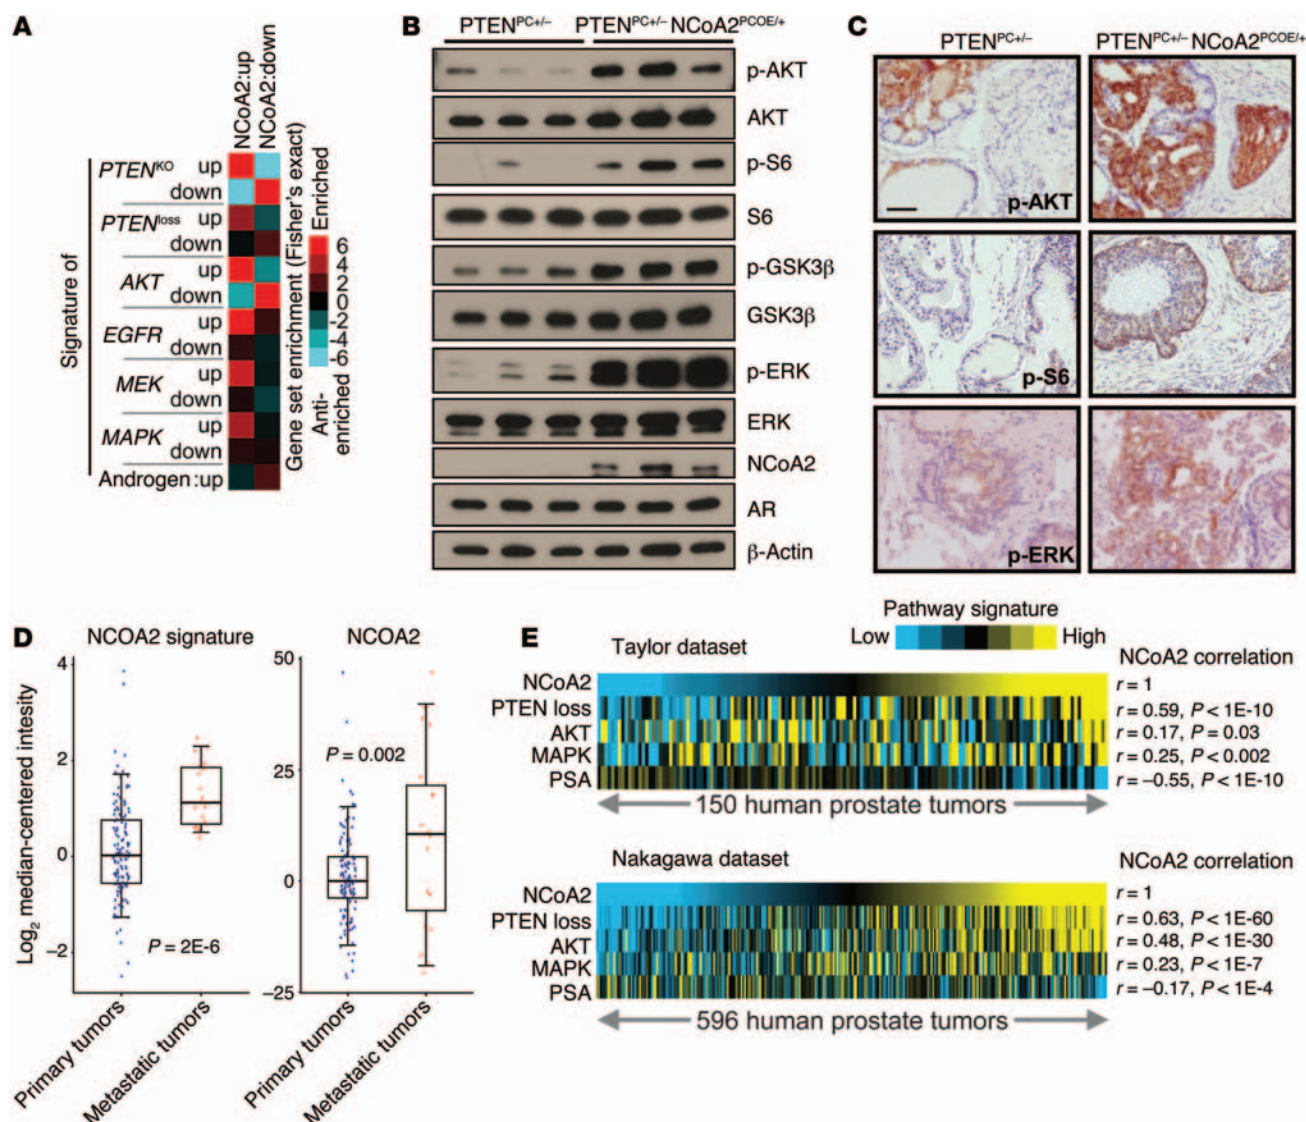 A
NCoA2:up
NCoA2:down
Signature of
PTENᴷᴼ up
down
PTENˡᵒˢˢ up
down
AKT up
down
EGFR up
down
MEK up
down
MAPK up
down
Androgen:up
Gene set enrichment (Fisher's exact)
Enriched
6
4
2
0
-2
-4
-6
Anti-
enriched
B
PTENᴾᶜ⁺/⁻
PTENᴾᶜ⁺/⁻ NCoA2ᴾᶜᴼᴱ/⁺
p-AKT
AKT
p-S6
S6
p-GSK3β
GSK3β
p-ERK
ERK
NCoA2
AR
β-Actin
C
PTENᴾᶜ⁺/⁻
PTENᴾᶜ⁺/⁻ NCoA2ᴾᶜᴼᴱ/⁺
p-AKT
p-S6
p-ERK
D
NCOA2 signature
NCOA2
Log₂ median-centered intesity
4
2
0
−2
P = 2E-6
50
25
0
−25
P = 0.002
Primary tumors
Metastatic tumors
Primary tumors
Metastatic tumors
E
Pathway signature
Low
High
Taylor dataset
NCoA2 correlation
NCoA2 r = 1
PTEN loss r = 0.59, P < 1E-10
AKT r = 0.17, P = 0.03
MAPK r = 0.25, P < 0.002
PSA r = −0.55, P < 1E-10
150 human prostate tumors
Nakagawa dataset
NCoA2 correlation
NCoA2 r = 1
PTEN loss r = 0.63, P < 1E-60
AKT r = 0.48, P < 1E-30
MAPK r = 0.23, P < 1E-7
PSA r = −0.17, P < 1E-4
596 human prostate tumors